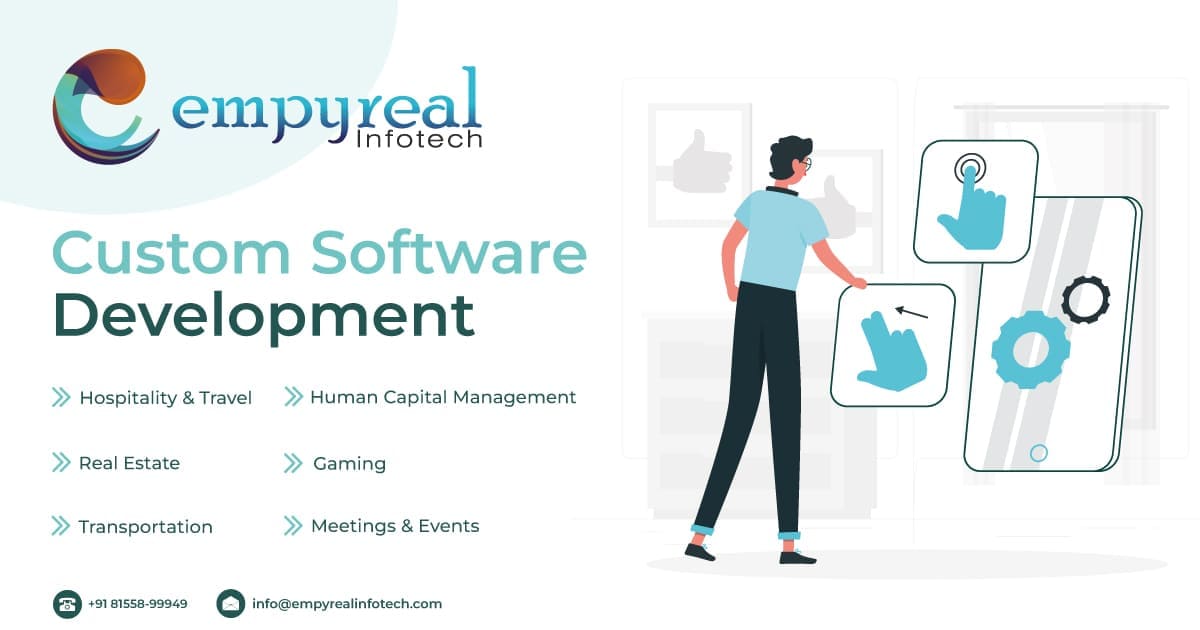 empyreal
Infotech
Custom Software
Development
Hospitality & Travel
Human Capital Management
Real Estate
Gaming
Transportation
Meetings & Events
+91 81558-99949
info@empyrealinfotech.com